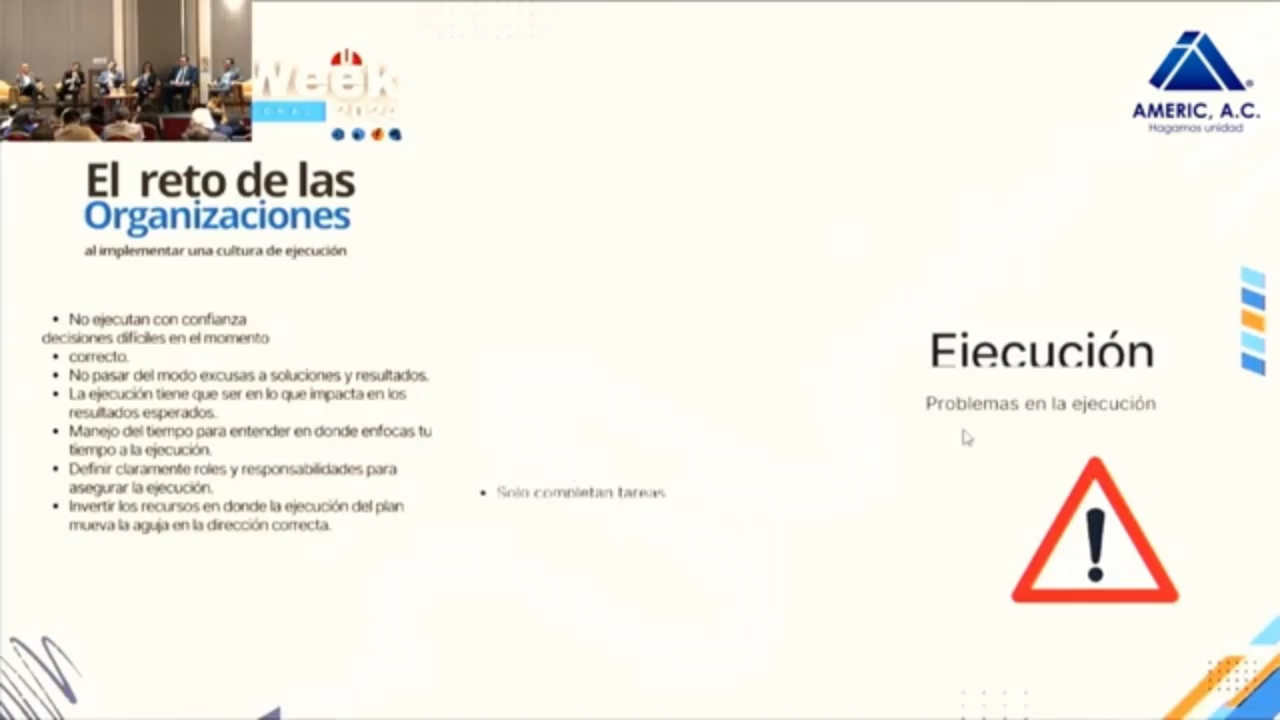 Week
AMERIC, A.C.
Hagamos unidad
El reto de las
Organizaciones
al implementar una cultura de ejecución
• No ejecutan con confianza
decisiones difíciles en el momento
• correcto.
• No pasar del modo excusas a soluciones y resultados.
• La ejecución tiene que ser en lo que impacta en los
resultados esperados.
• Manejo del tiempo para entender en donde enfocas tu
tiempo a la ejecución.
• Definir claramente roles y responsabilidades para
asegurar la ejecución.
• Invertir los recursos en donde la ejecución del plan
mueva la aguja en la dirección correcta.
• Solo completan tareas
Ejecución
Problemas en la ejecución